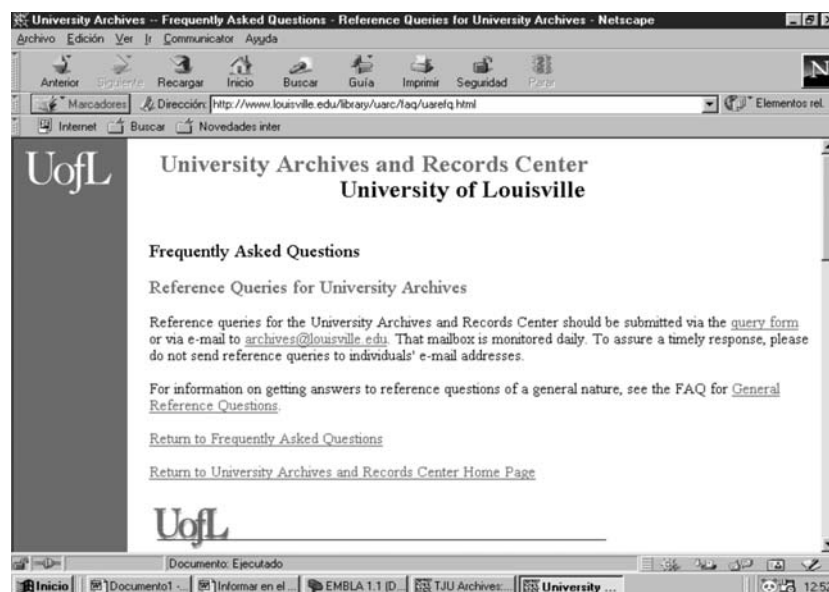 University Archives -- Frequently Asked Questions - Reference Queries for University Archives - Netscape
Archivo Edición Ver Ir Communicator Ayuda
Anterior Siguiente Recargar Inicio Buscar Guía Imprimir Seguridad Parar
N
Marcadores Dirección: http://www.louisville.edu/library/uarc/faq/uarefq.html Elementos rel.
Internet Buscar Novedades inter
UofL
University Archives and Records Center
University of Louisville
Frequently Asked Questions
Reference Queries for University Archives
Reference queries for the University Archives and Records Center should be submitted via the query form
or via e-mail to archives@louisville.edu. That mailbox is monitored daily. To assure a timely response, please
do not send reference queries to individuals' e-mail addresses.
For information on getting answers to reference questions of a general nature, see the FAQ for General
Reference Questions.
Return to Frequently Asked Questions
Return to University Archives and Records Center Home Page
UofL
Documento: Ejecutado
Inicio Documento1 -... Informar en el ... EMBLA 1.1 (D... TJU Archives:... University ... 12:52